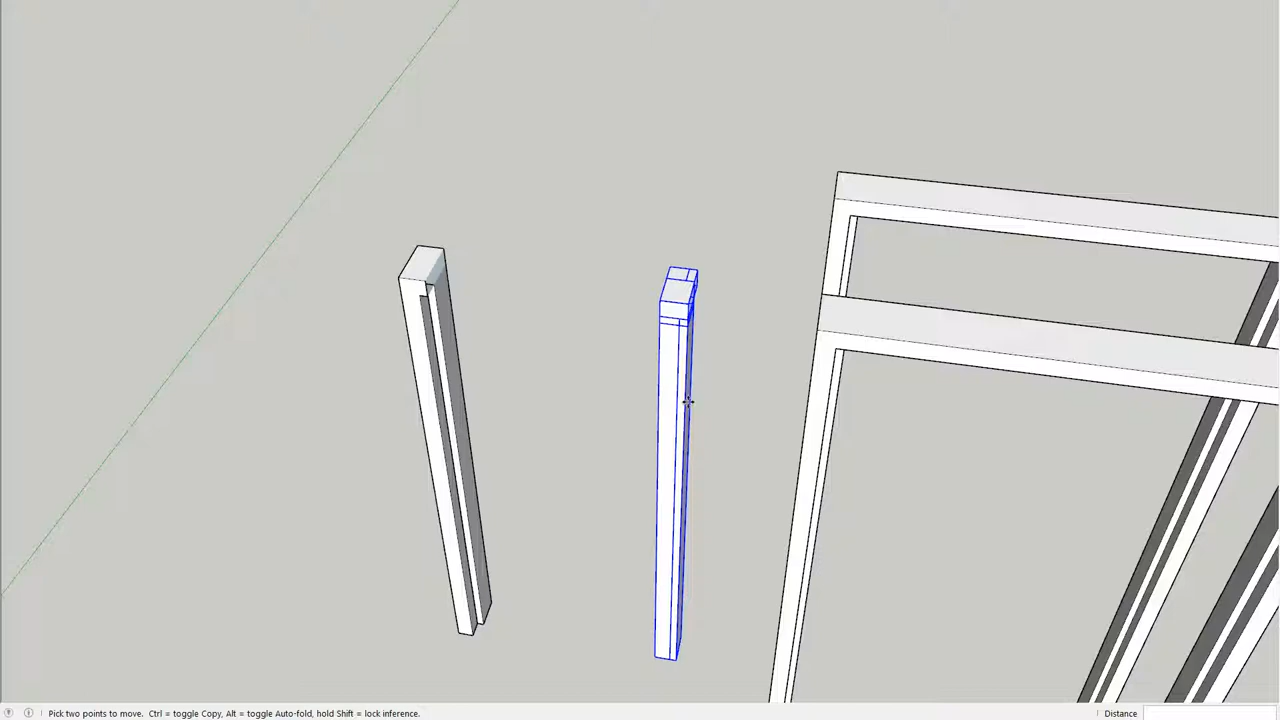 Pick two points to move. Ctrl = toggle Copy, Alt = toggle Auto-fold, hold Shift = lock inference. Distance